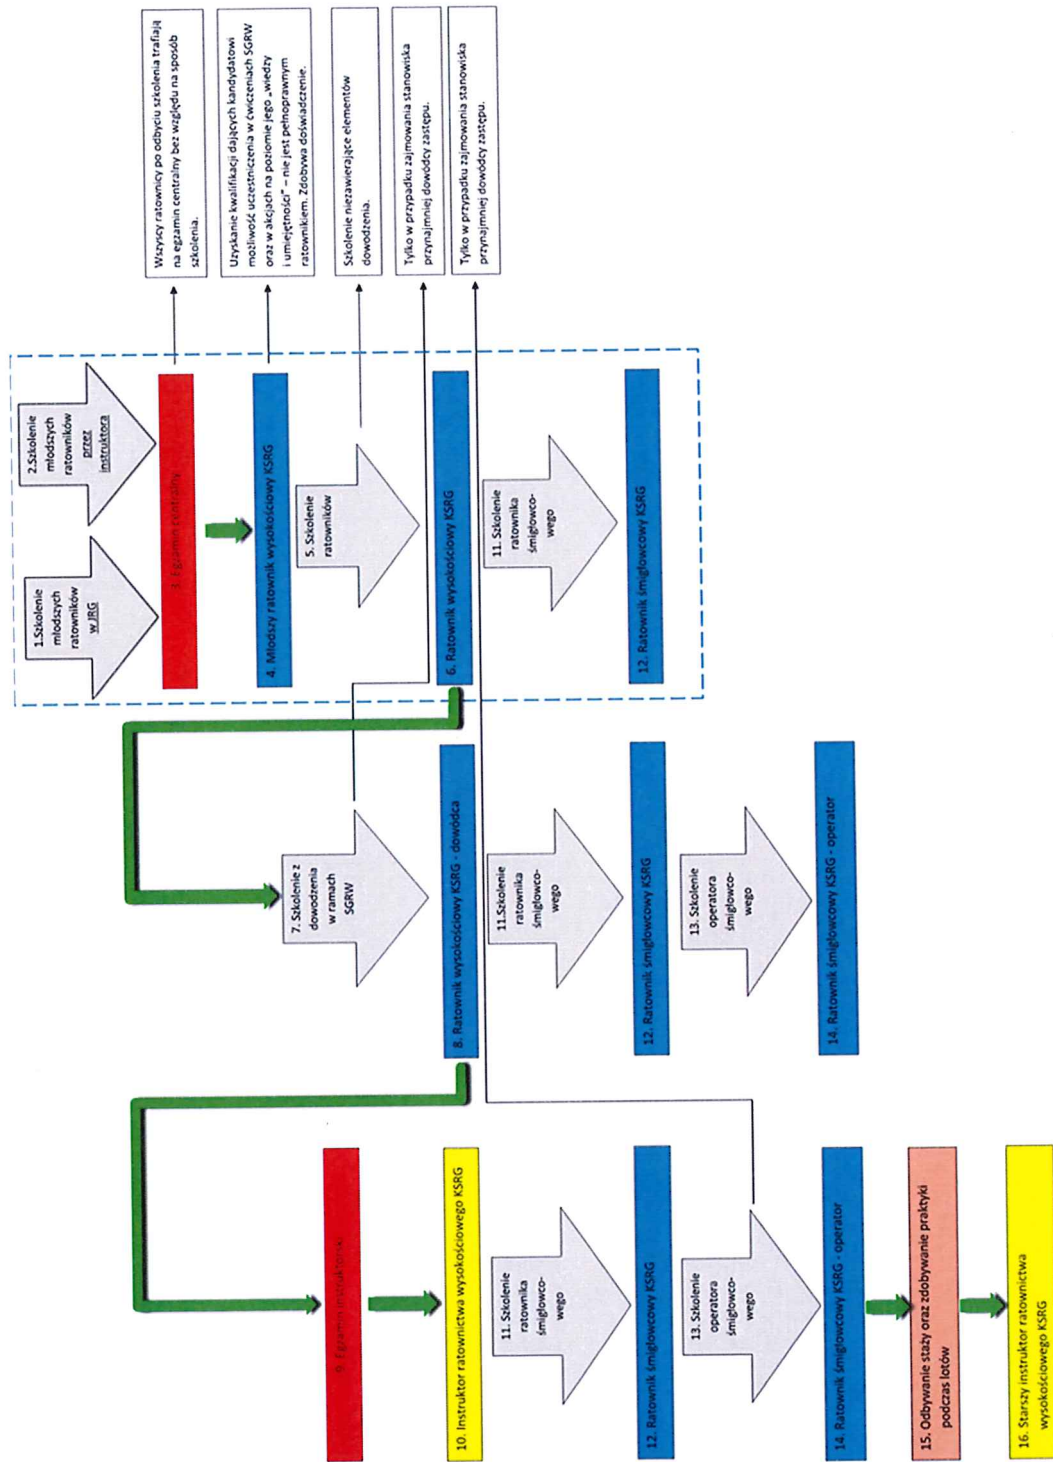 1.Szkolenie
młodszych
ratowników
w JRG
2.Szkolenie
młodszych
ratowników
przez
instruktora
3. Egzamin centralny
Wszyscy ratownicy po odbyciu szkolenia trafiają
na egzamin centralny bez względu na sposób
szkolenia.
4. Młodszy ratownik wysokościowy KSRG
Uzyskanie kwalifikacji dających kandydatowi
możliwość uczestniczenia w ćwiczeniach SGRW
oraz w akcjach na poziomie jego „wiedzy
i umiejętności" – nie jest pełnoprawnym
ratownikiem. Zdobywa doświadczenie.
5. Szkolenie
ratowników
Szkolenie niezawierające elementów
dowodzenia.
Tylko w przypadku zajmowania stanowiska
przynajmniej dowódcy zastępu.
Tylko w przypadku zajmowania stanowiska
przynajmniej dowódcy zastępu.
6. Ratownik wysokościowy KSRG
11. Szkolenie
ratownika
śmigłowco-
wego
12. Ratownik śmigłowcowy KSRG
7. Szkolenie z
dowodzenia
w ramach
SGRW
8. Ratownik wysokościowy KSRG - dowódca
11.Szkolenie
ratownika
śmigłowco-
wego
12. Ratownik śmigłowcowy KSRG
13. Szkolenie
operatora
śmigłowco-
wego
14. Ratownik śmigłowcowy KSRG - operator
9. Egzamin instruktorski
10. Instruktor ratownictwa wysokościowego KSRG
11. Szkolenie
ratownika
śmigłowco-
wego
12. Ratownik śmigłowcowy KSRG
13. Szkolenie
operatora
śmigłowco-
wego
14. Ratownik śmigłowcowy KSRG - operator
15. Odbywanie staży oraz zdobywanie praktyki
podczas lotów
16. Starszy instruktor ratownictwa
wysokościowego KSRG